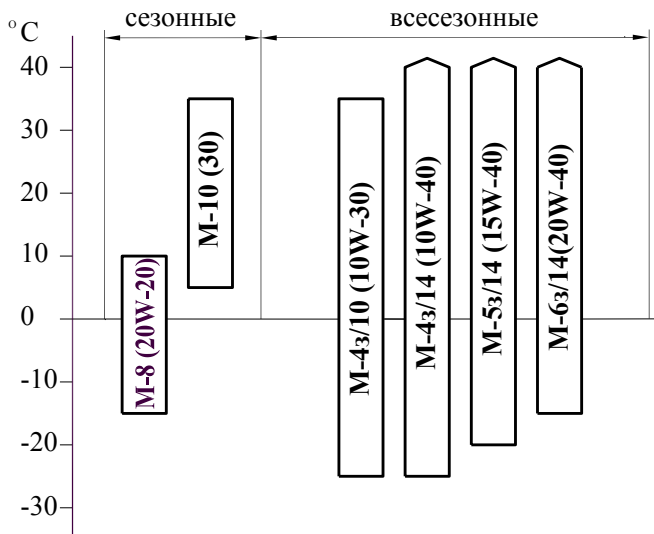 сезонные
всесезонные
°C
40
30
20
10
0
-10
-20
-30
М-8 (20W-20)
М-10 (30)
М-4з/10 (10W-30)
М-4з/14 (10W-40)
М-5з/14 (15W-40)
М-6з/14(20W-40)